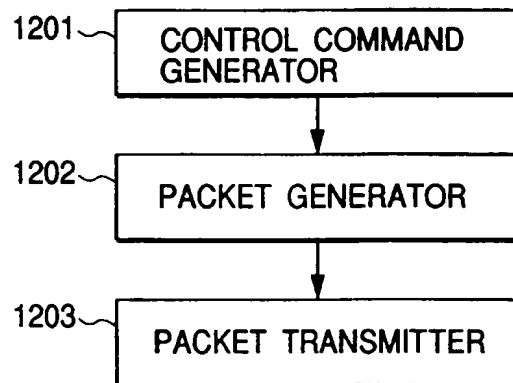 1201
CONTROL COMMAND
GENERATOR
1202
PACKET GENERATOR
1203
PACKET TRANSMITTER